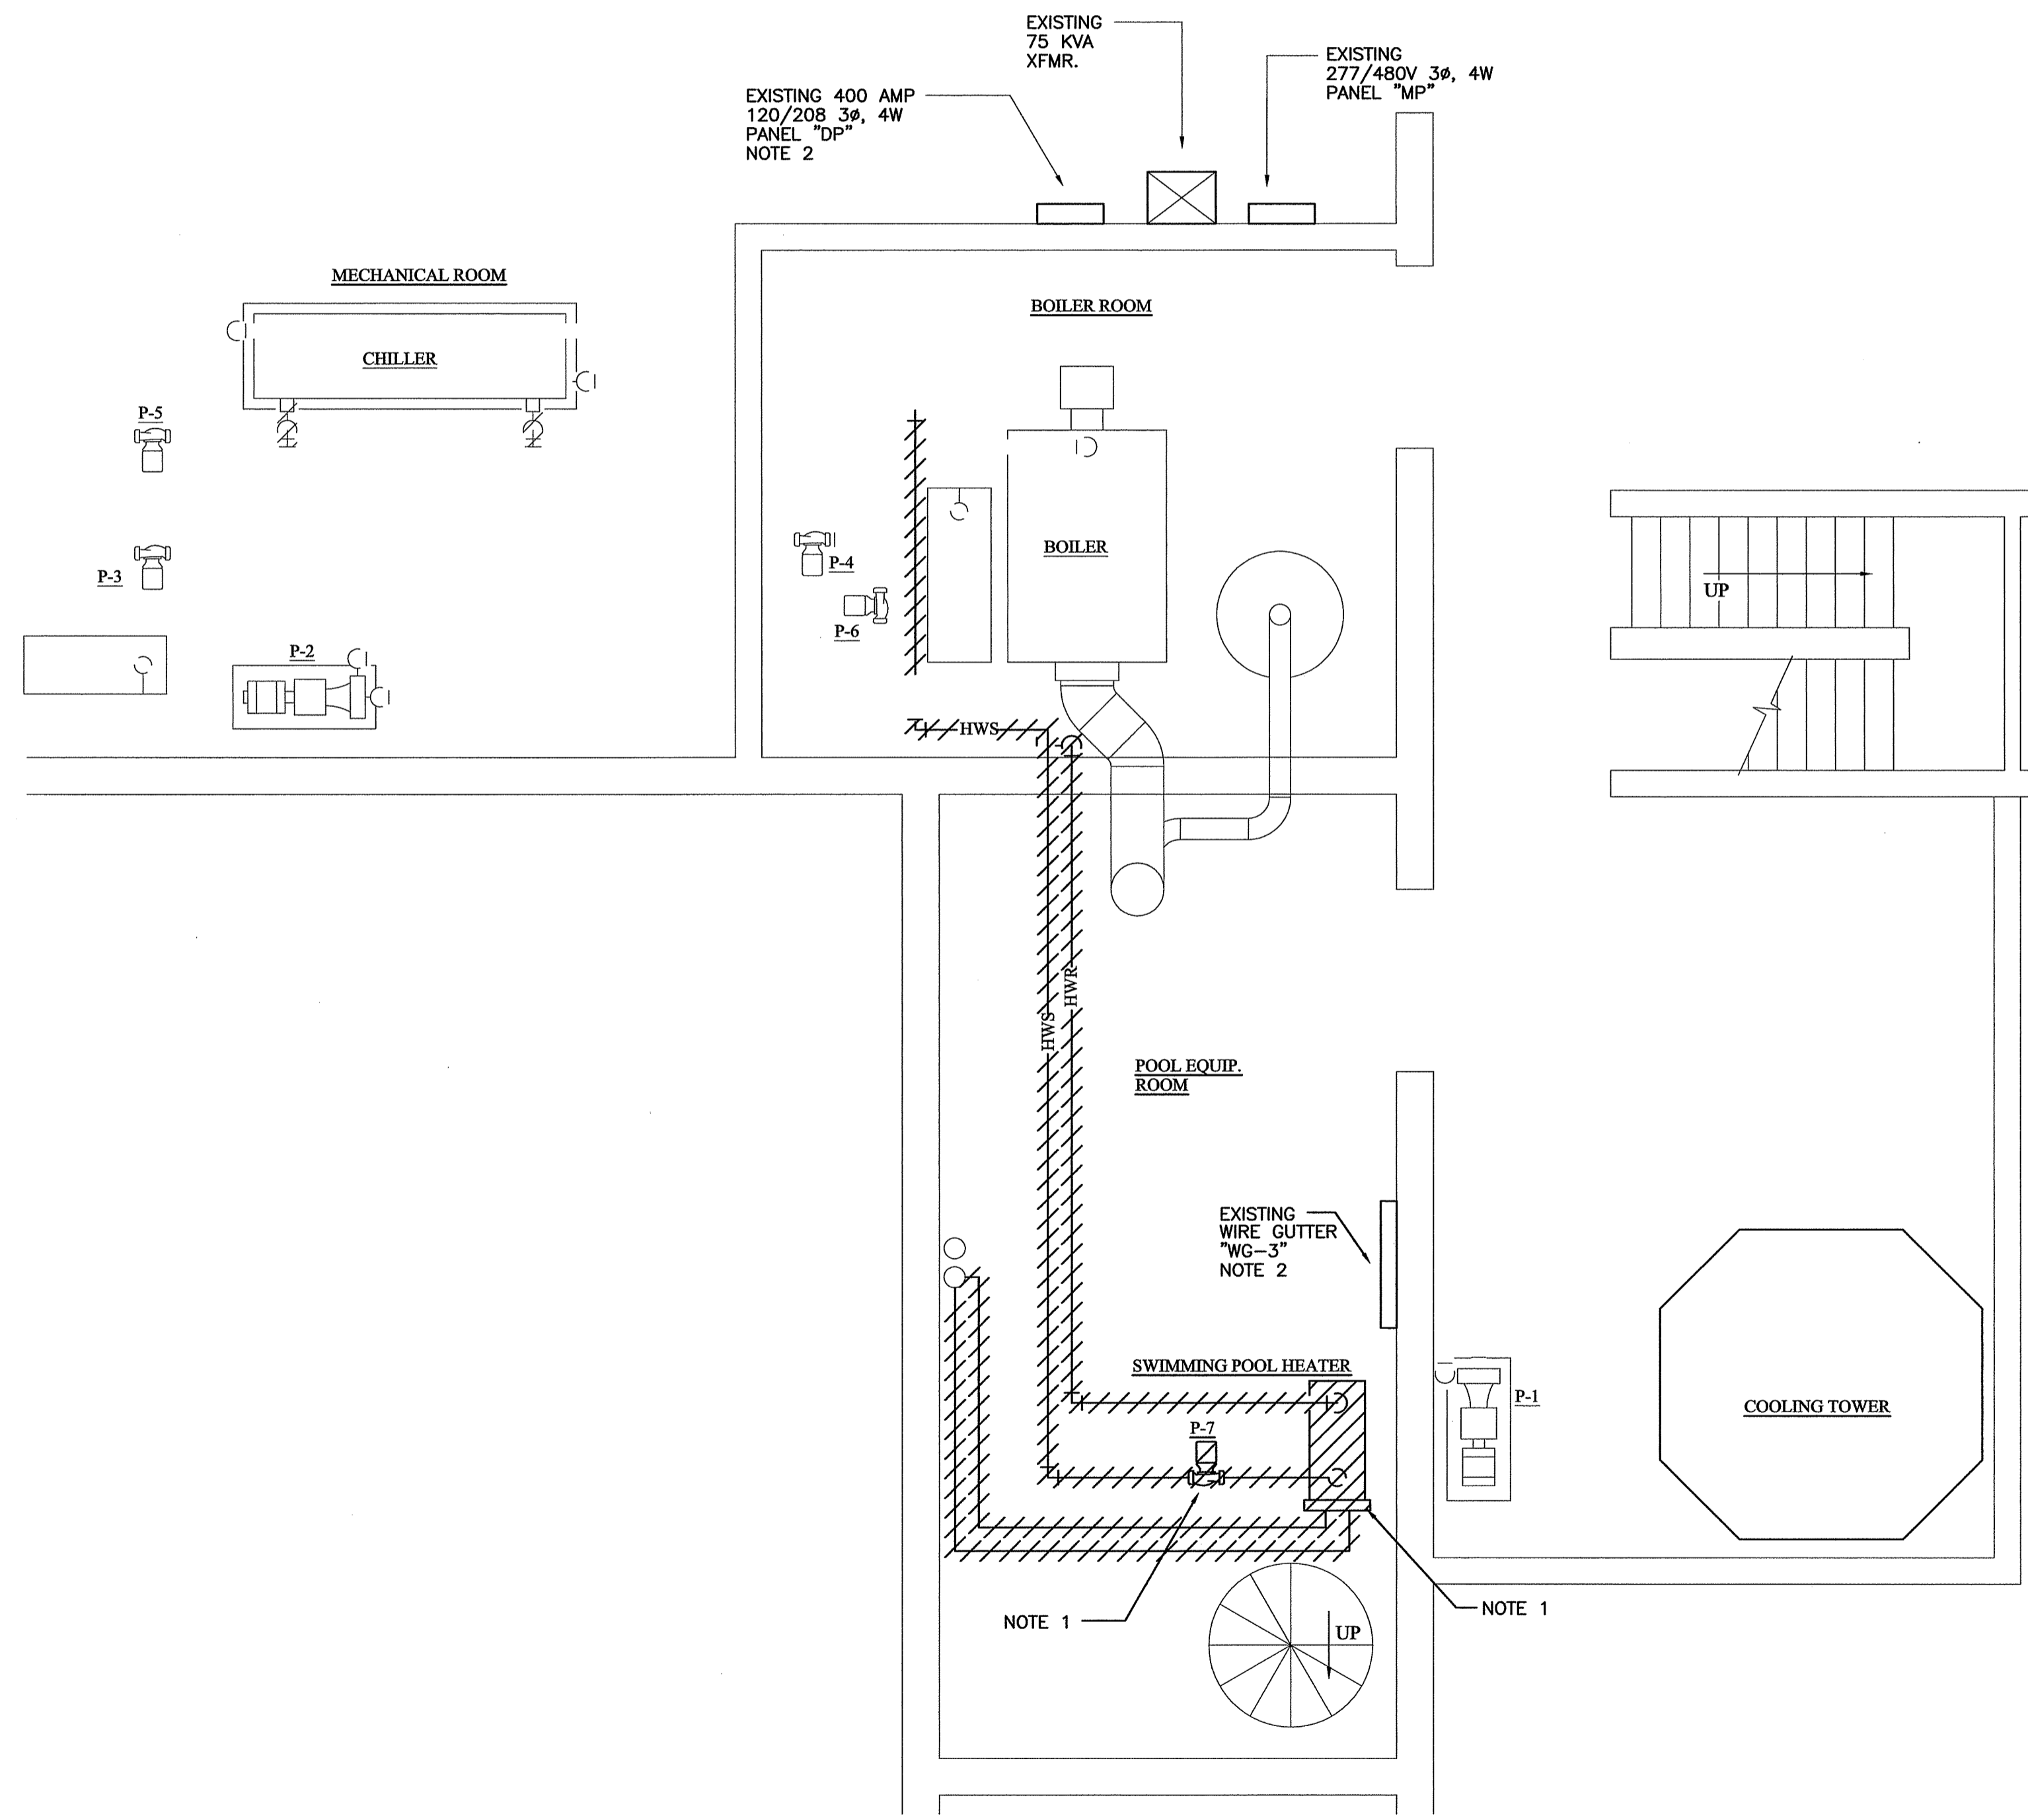 EXISTING
75 KVA
XFMR.
EXISTING
277/480V 3ø, 4W
PANEL "MP"
EXISTING 400 AMP
120/208 3ø, 4W
PANEL "DP"
NOTE 2
MECHANICAL ROOM
BOILER ROOM
CHILLER
P-5
BOILER
P-4
P-3
UP
P-6
P-2
HWS
HWR
HWS
POOL EQUIP.
ROOM
EXISTING
WIRE GUTTER
"WG-3"
NOTE 2
SWIMMING POOL HEATER
P-1
COOLING TOWER
P-7
NOTE 1
NOTE 1
UP